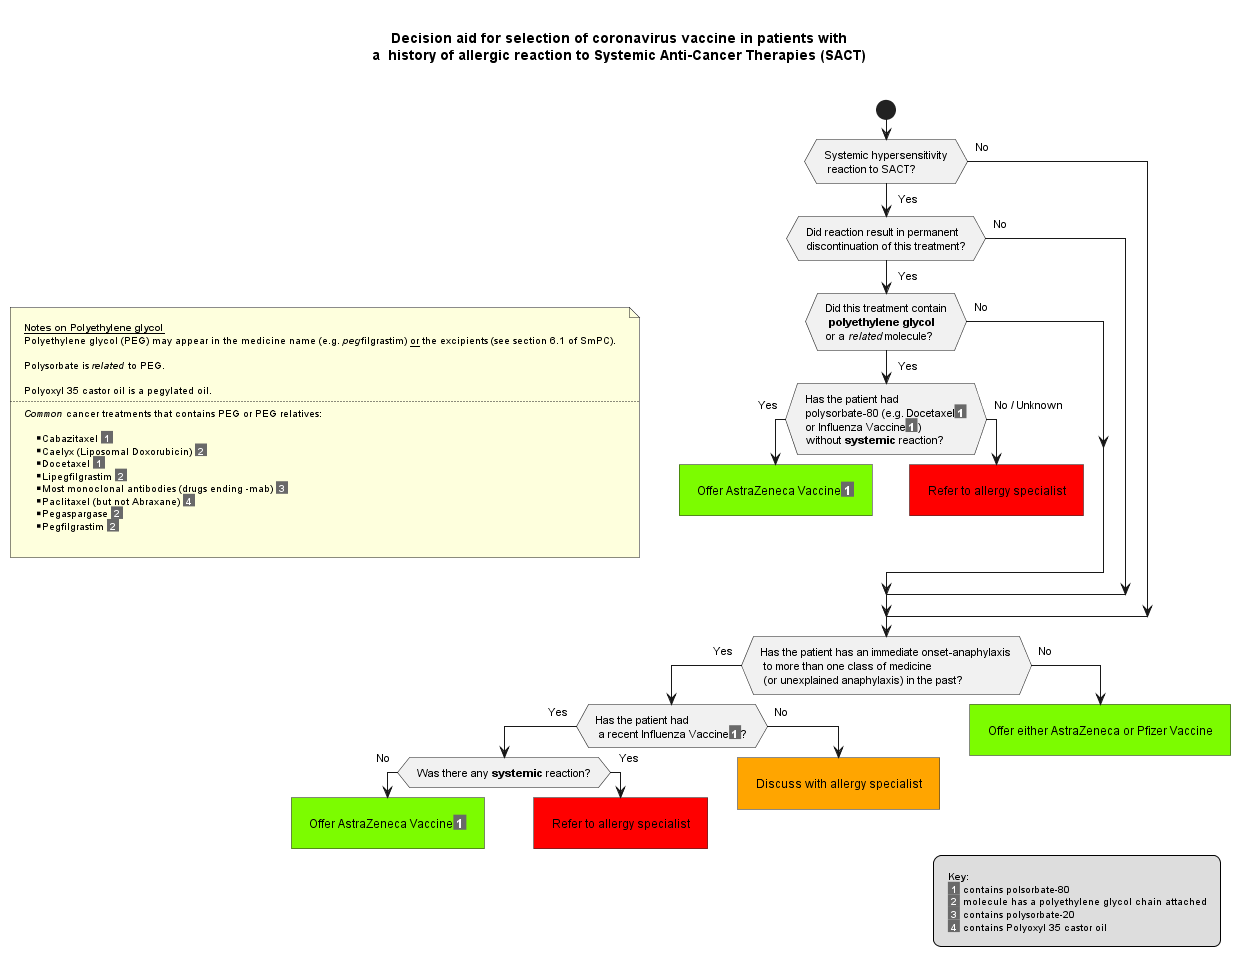 Decision aid for selection of coronavirus vaccine in patients with
a history of allergic reaction to Systemic Anti-Cancer Therapies (SACT)
Systemic hypersensitivity
reaction to SACT?
No
Yes
Did reaction result in permanent
discontinuation of this treatment?
No
Yes
Did this treatment contain
polyethylene glycol
or a related molecule?
No
Yes
Has the patient had
polysorbate-80 (e.g. Docetaxel 1
or Influenza Vaccine 1 )
without systemic reaction?
Yes
No / Unknown
Offer AstraZeneca Vaccine 1
Refer to allergy specialist
Notes on Polyethylene glycol
Polyethylene glycol (PEG) may appear in the medicine name (e.g. pegfilgrastim) or the excipients (see section 6.1 of SmPC).
Polysorbate is related to PEG.
Polyoxyl 35 castor oil is a pegylated oil.
Common cancer treatments that contains PEG or PEG relatives:
Cabazitaxel 1
Caelyx (Liposomal Doxorubicin) 2
Docetaxel 1
Lipegfilgrastim 2
Most monoclonal antibodies (drugs ending -mab) 3
Paclitaxel (but not Abraxane) 4
Pegaspargase 2
Pegfilgrastim 2
Has the patient has an immediate onset-anaphylaxis
to more than one class of medicine
(or unexplained anaphylaxis) in the past?
Yes
No
Has the patient had
a recent Influenza Vaccine 1 ?
Yes
No
Offer either AstraZeneca or Pfizer Vaccine
Was there any systemic reaction?
No
Yes
Discuss with allergy specialist
Offer AstraZeneca Vaccine 1
Refer to allergy specialist
Key:
1 contains polsorbate-80
2 molecule has a polyethylene glycol chain attached
3 contains polysorbate-20
4 contains Polyoxyl 35 castor oil